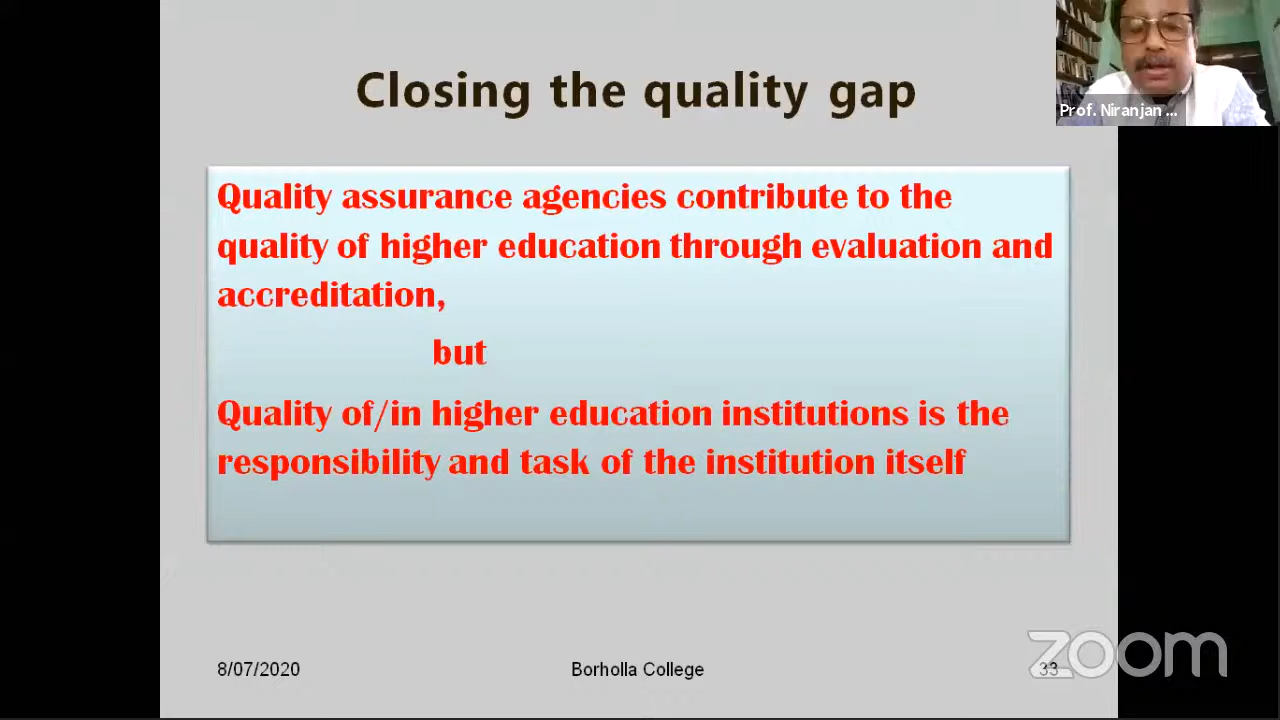 Closing the quality gap
Prof. Niranjan ...
Quality assurance agencies contribute to the
quality of higher education through evaluation and
accreditation,
but
Quality of/in higher education institutions is the
responsibility and task of the institution itself
8/07/2020
Borholla College
33
zoom